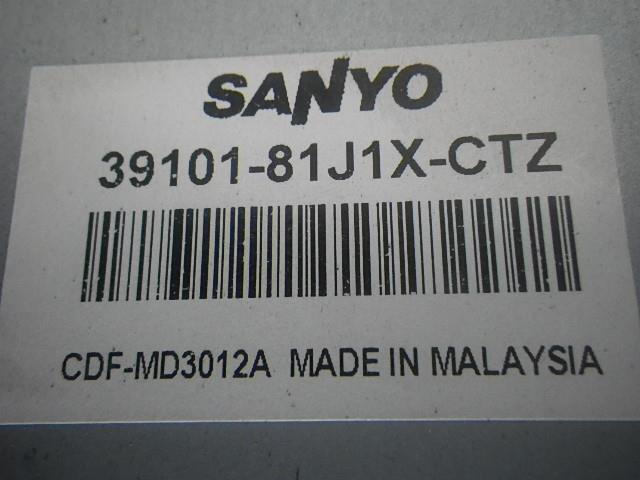 SANYO
39101-81J1X-CTZ
CDF-MD3012A MADE IN MALAYSIA